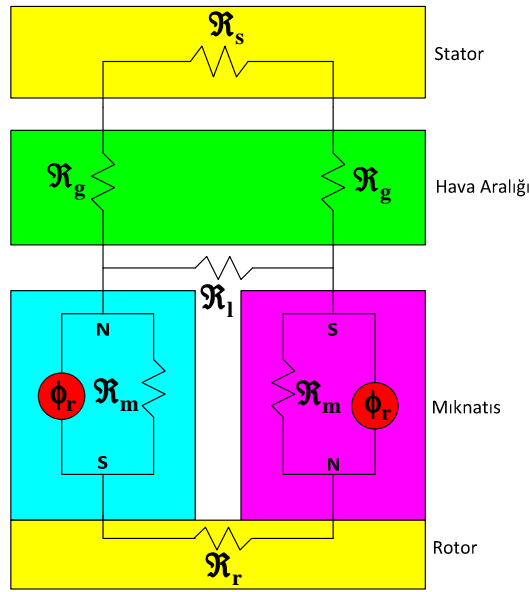 ℜs
Stator
ℜg
ℜg
Hava Aralığı
ℜl
N
S
ϕr
ℜm
ℜm
ϕr
Mıknatıs
S
N
ℜr
Rotor